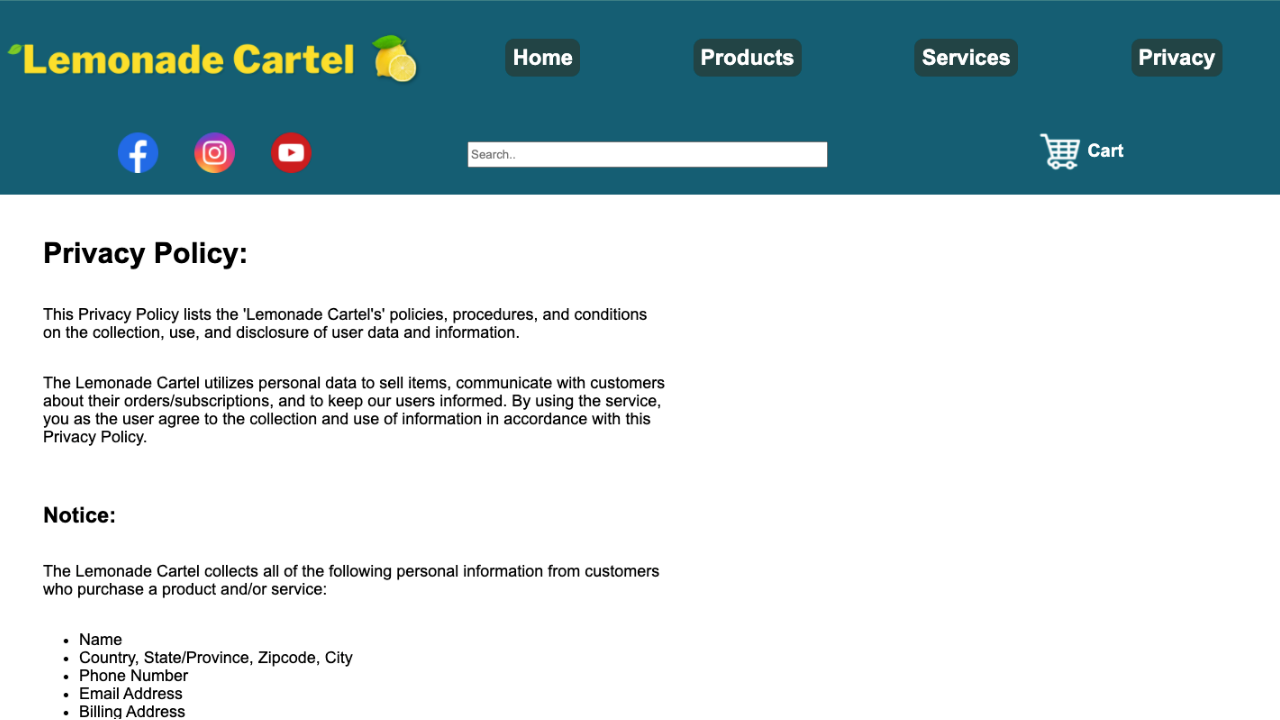 Lemonade Cartel
Home
Products
Services
Privacy
Search..
Cart
Privacy Policy:
This Privacy Policy lists the 'Lemonade Cartel's' policies, procedures, and conditions
on the collection, use, and disclosure of user data and information.
The Lemonade Cartel utilizes personal data to sell items, communicate with customers
about their orders/subscriptions, and to keep our users informed. By using the service,
you as the user agree to the collection and use of information in accordance with this
Privacy Policy.
Notice:
The Lemonade Cartel collects all of the following personal information from customers
who purchase a product and/or service:
• Name
• Country, State/Province, Zipcode, City
• Phone Number
• Email Address
• Billing Address